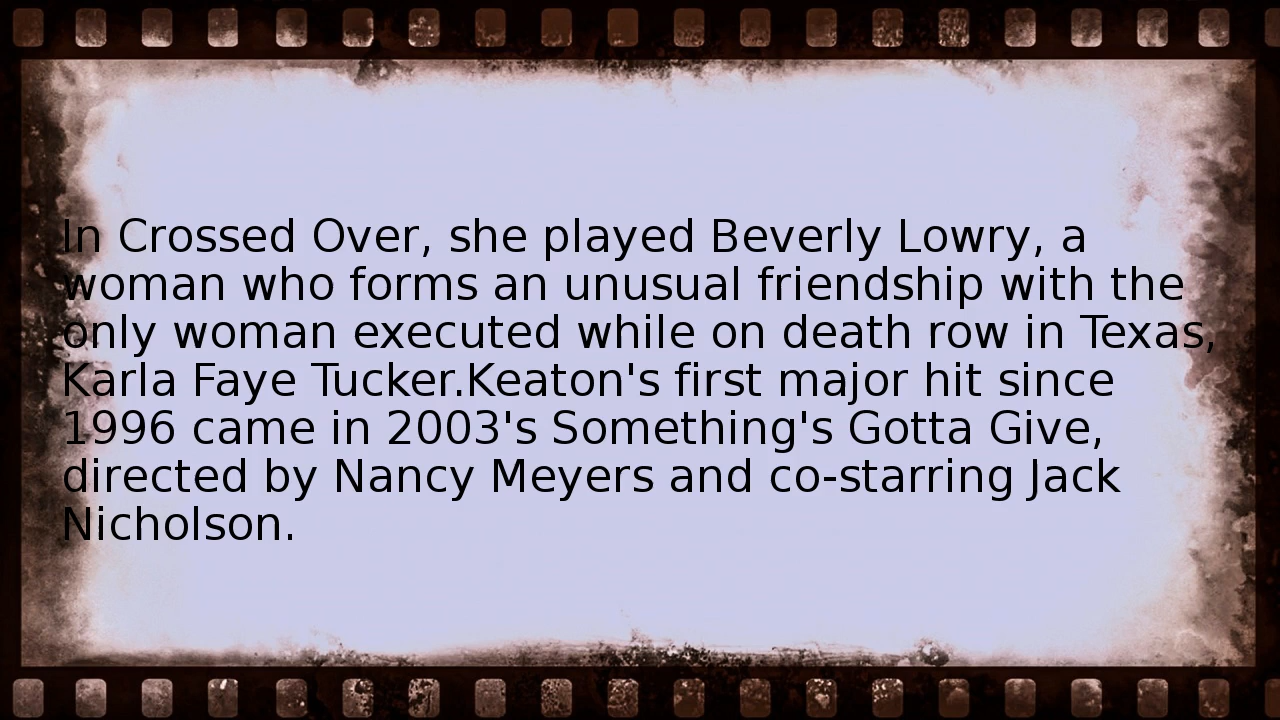 In Crossed Over, she played Beverly Lowry, a
woman who forms an unusual friendship with the
only woman executed while on death row in Texas,
Karla Faye Tucker.Keaton's first major hit since
1996 came in 2003's Something's Gotta Give,
directed by Nancy Meyers and co-starring Jack
Nicholson.